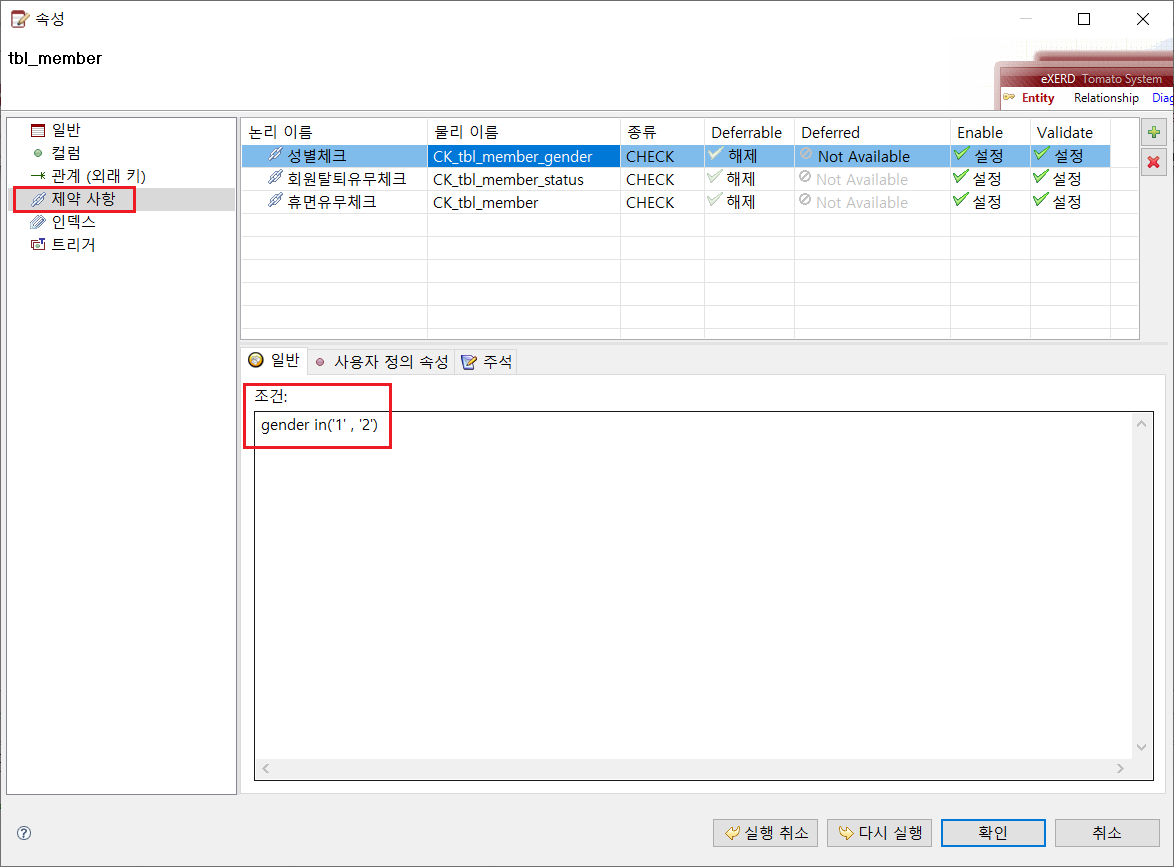 속성
tbl_member
eXERD Tomato System
Entity Relationship Diag
일반
컬럼
관계 (외래 키)
제약 사항
인덱스
트리거
논리 이름 물리 이름 종류 Deferrable Deferred Enable Validate
성별체크 CK_tbl_member_gender CHECK 해제 Not Available 설정 설정
회원탈퇴유무체크 CK_tbl_member_status CHECK 해제 Not Available 설정 설정
휴면유무체크 CK_tbl_member CHECK 해제 Not Available 설정 설정
일반 사용자 정의 속성 주석
조건:
gender in('1' , '2')
실행 취소 다시 실행 확인 취소